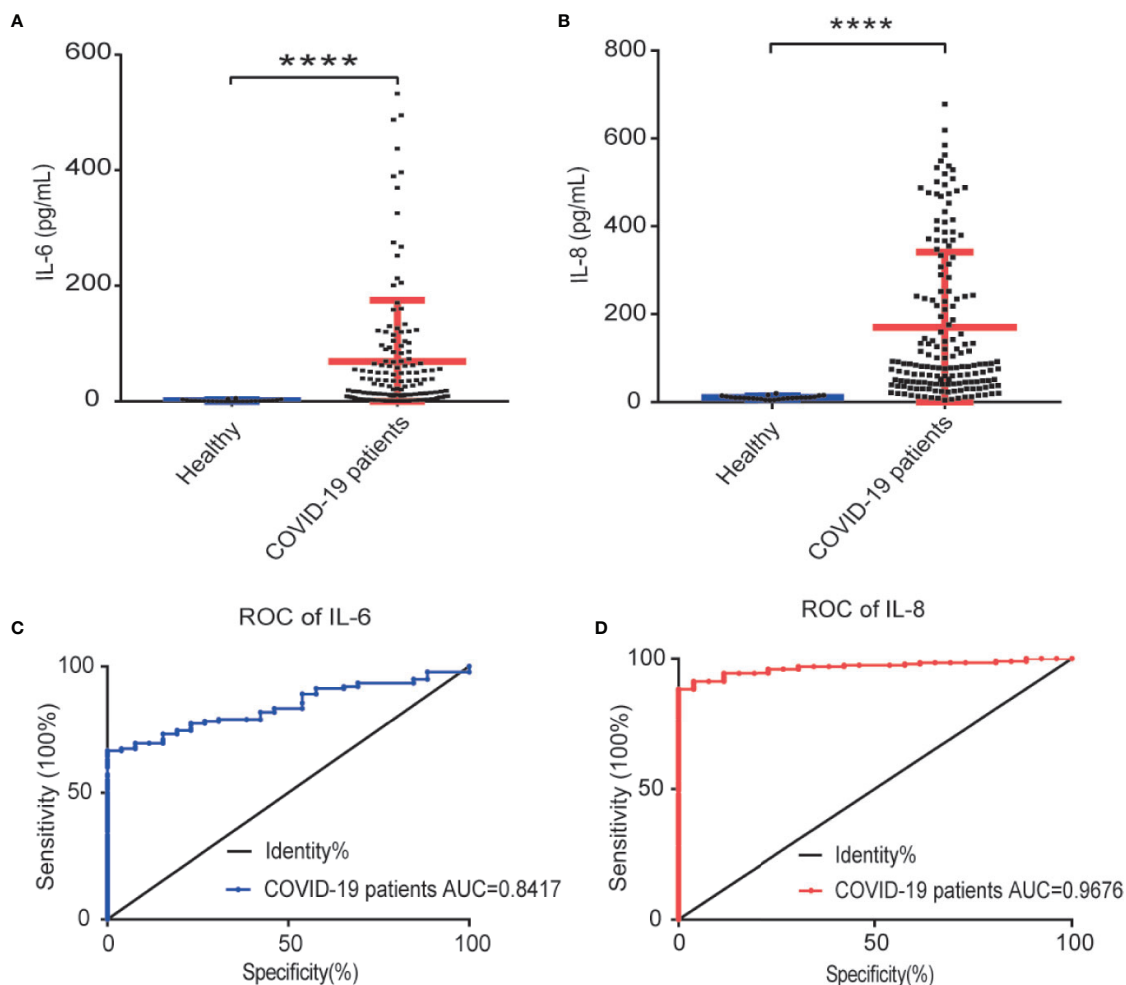 A
600
400
200
0
IL-6 (pg/mL)
****
Healthy
COVID-19 patients
B
800
600
400
200
0
IL-8 (pg/mL)
****
Healthy
COVID-19 patients
C
ROC of IL-6
100
50
0
Sensitivity (100%)
Identity%
COVID-19 patients AUC=0.8417
0 50 100
Specificity(%)
D
ROC of IL-8
100
50
0
Sensitivity (100%)
Identity%
COVID-19 patients AUC=0.9676
0 50 100
Specificity(%)